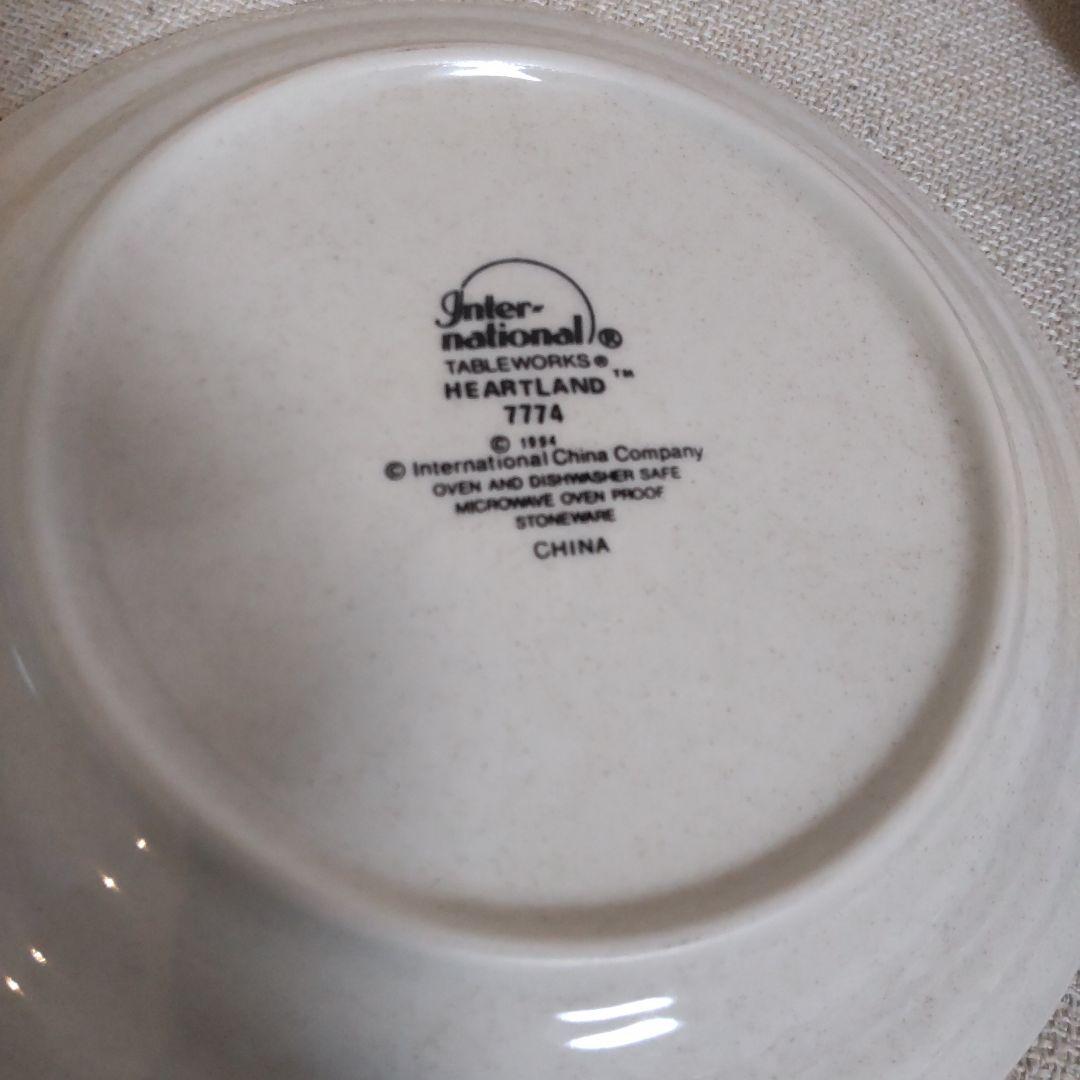 Inter-
national®
TABLEWORKS®
HEARTLAND™
7774
© 1994
© International China Company
OVEN AND DISHWASHER SAFE
MICROWAVE OVEN PROOF
STONEWARE
CHINA